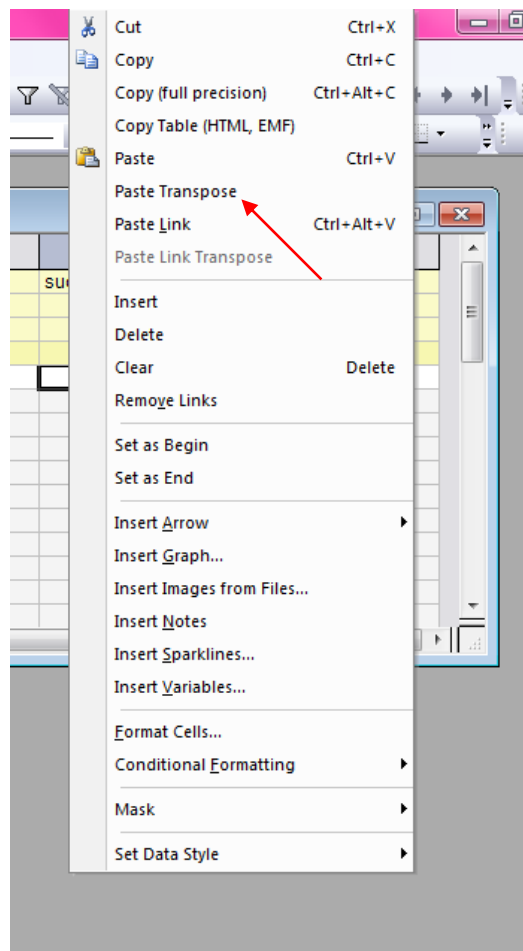 Cut Ctrl+X
Copy Ctrl+C
Copy (full precision) Ctrl+Alt+C
Copy Table (HTML, EMF)
Paste Ctrl+V
Paste Transpose
Paste Link Ctrl+Alt+V
Paste Link Transpose
su
Insert
Delete
Clear Delete
Remove Links
Set as Begin
Set as End
Insert Arrow
Insert Graph...
Insert Images from Files...
Insert Notes
Insert Sparklines...
Insert Variables...
Format Cells...
Conditional Formatting
Mask
Set Data Style